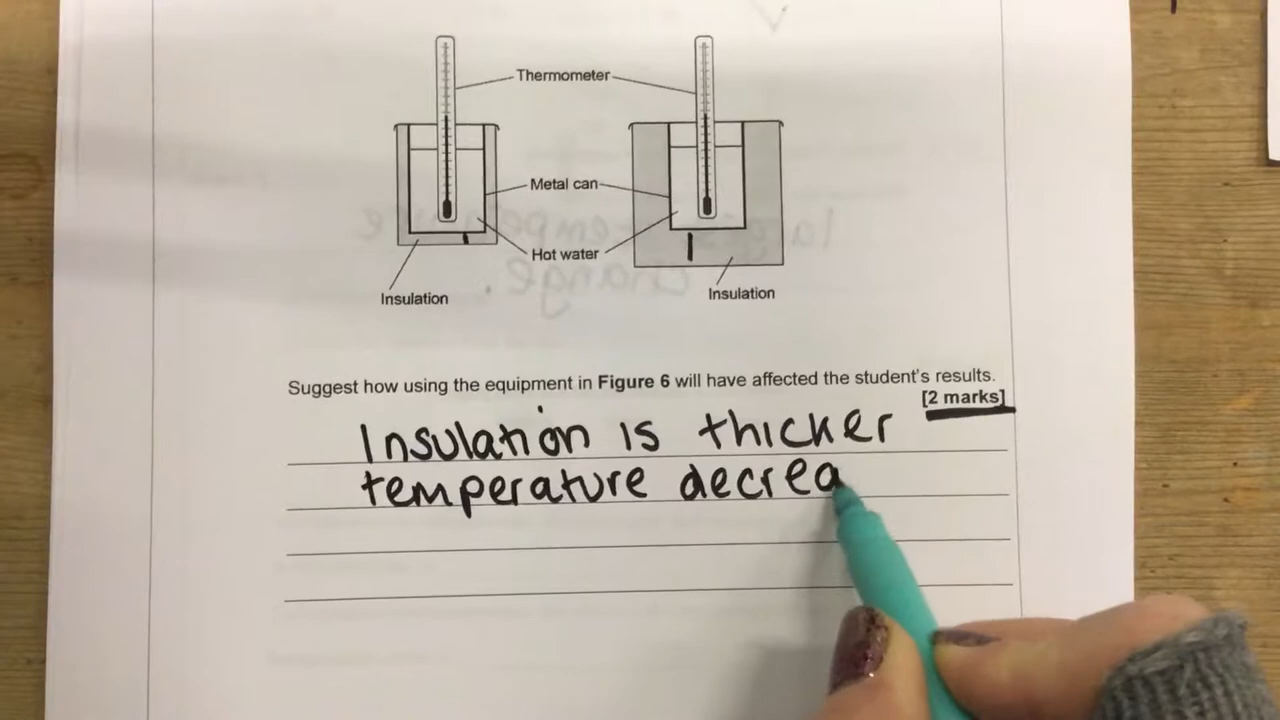 Thermometer
Metal can
Hot water
Insulation
Insulation
Suggest how using the equipment in Figure 6 will have affected the student's results.
[2 marks]
Insulation is thicker
temperature decrea